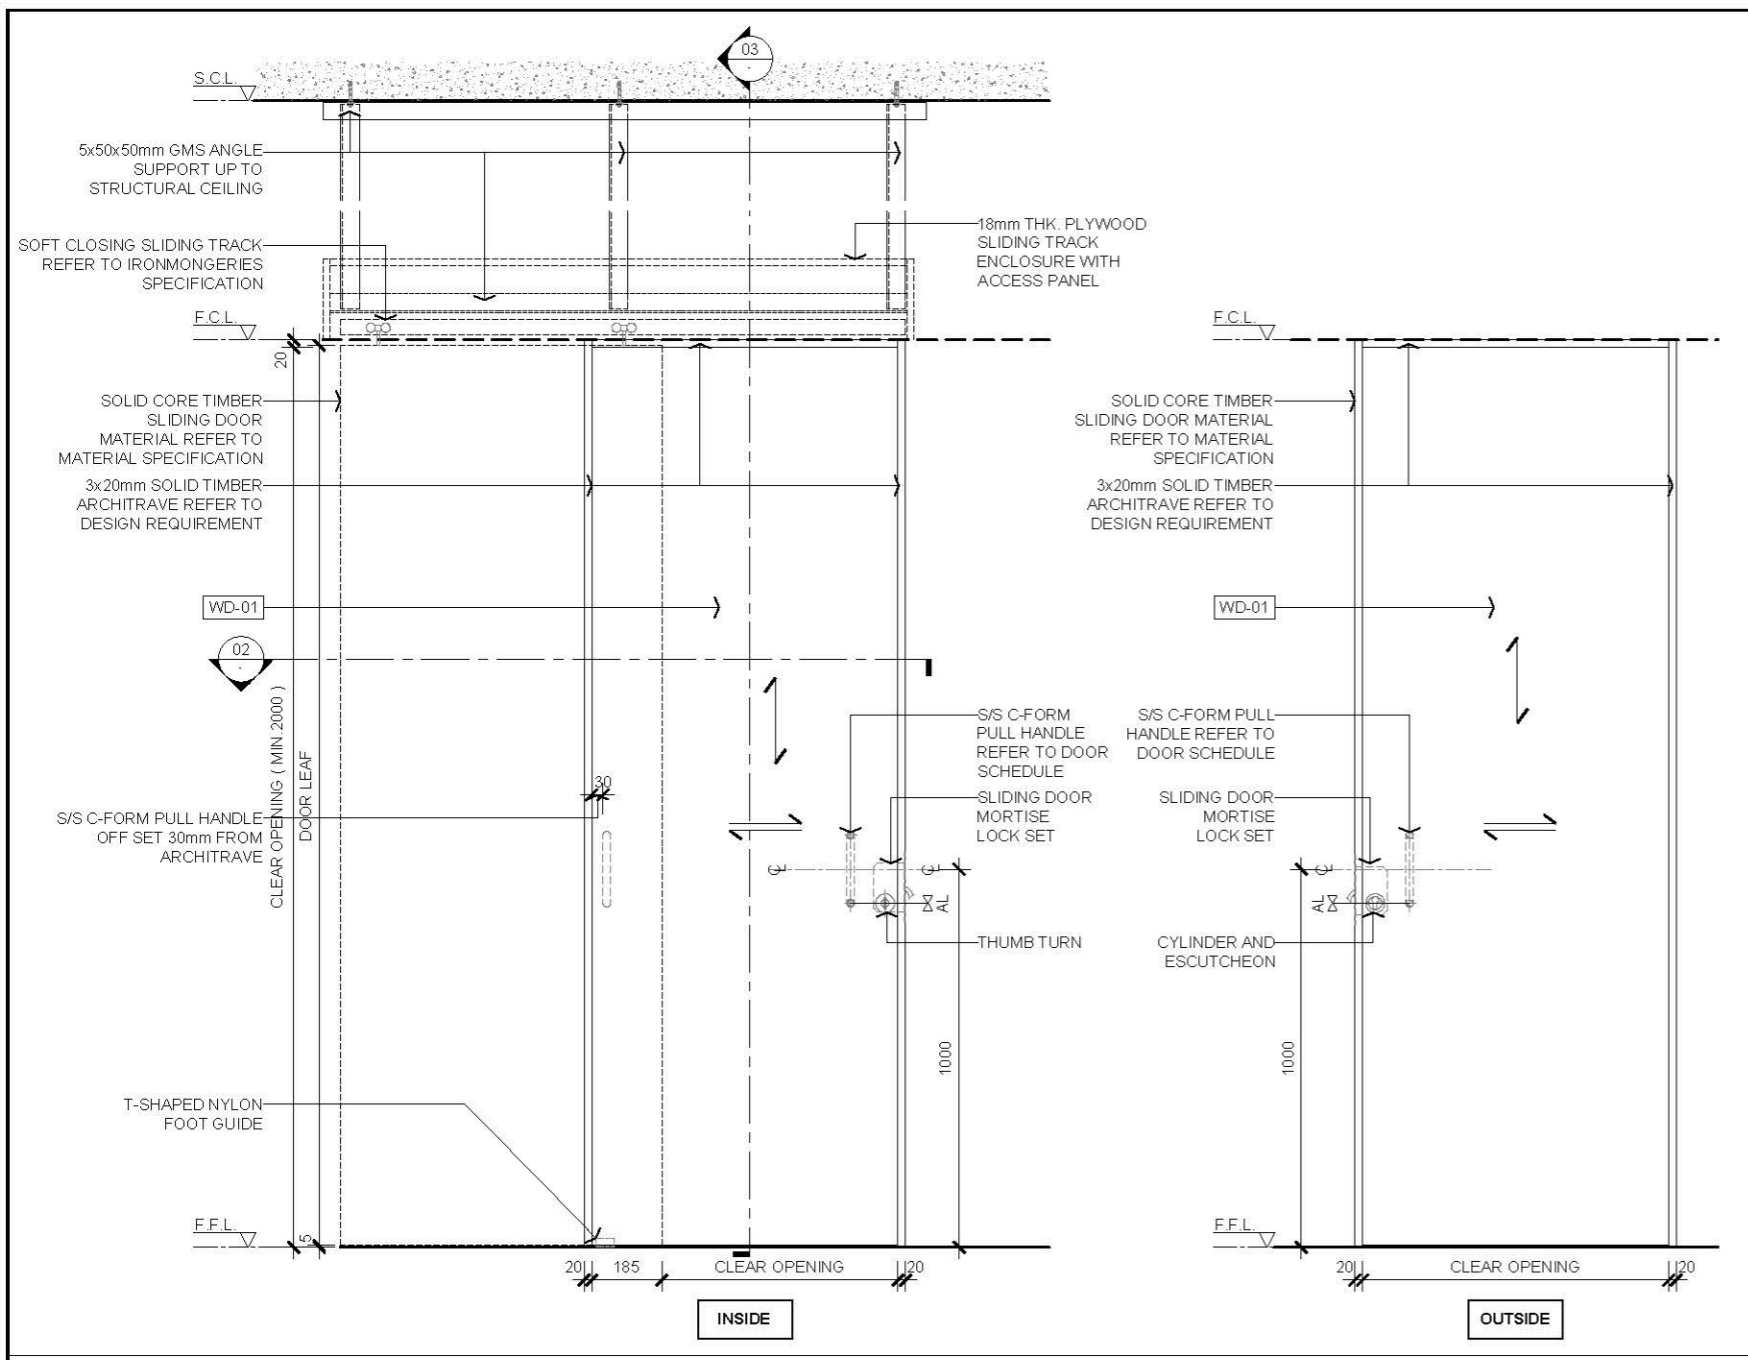 03
S.C.L.
5x50x50mm GMS ANGLE
SUPPORT UP TO
STRUCTURAL CEILING
18mm THK. PLYWOOD
SLIDING TRACK
ENCLOSURE WITH
ACCESS PANEL
SOFT CLOSING SLIDING TRACK
REFER TO IRONMONGERIES
SPECIFICATION
F.C.L.
20
SOLID CORE TIMBER
SLIDING DOOR
MATERIAL REFER TO
MATERIAL SPECIFICATION
3x20mm SOLID TIMBER
ARCHITRAVE REFER TO
DESIGN REQUIREMENT
WD-01
02
CLEAR OPENING ( MIN.2000 )
DOOR LEAF
30
S/S C-FORM PULL HANDLE
OFF SET 30mm FROM
ARCHITRAVE
S/S C-FORM
PULL HANDLE
REFER TO DOOR
SCHEDULE
SLIDING DOOR
MORTISE
LOCK SET
CL
CL
AL
THUMB TURN
1000
T-SHAPED NYLON
FOOT GUIDE
F.F.L.
5
20
185
CLEAR OPENING
20
INSIDE
F.C.L.
SOLID CORE TIMBER
SLIDING DOOR MATERIAL
REFER TO MATERIAL
SPECIFICATION
3x20mm SOLID TIMBER
ARCHITRAVE REFER TO
DESIGN REQUIREMENT
WD-01
S/S C-FORM PULL
HANDLE REFER TO
DOOR SCHEDULE
SLIDING DOOR
MORTISE
LOCK SET
CL
AL
CYLINDER AND
ESCUTCHEON
1000
F.F.L.
20
CLEAR OPENING
20
OUTSIDE